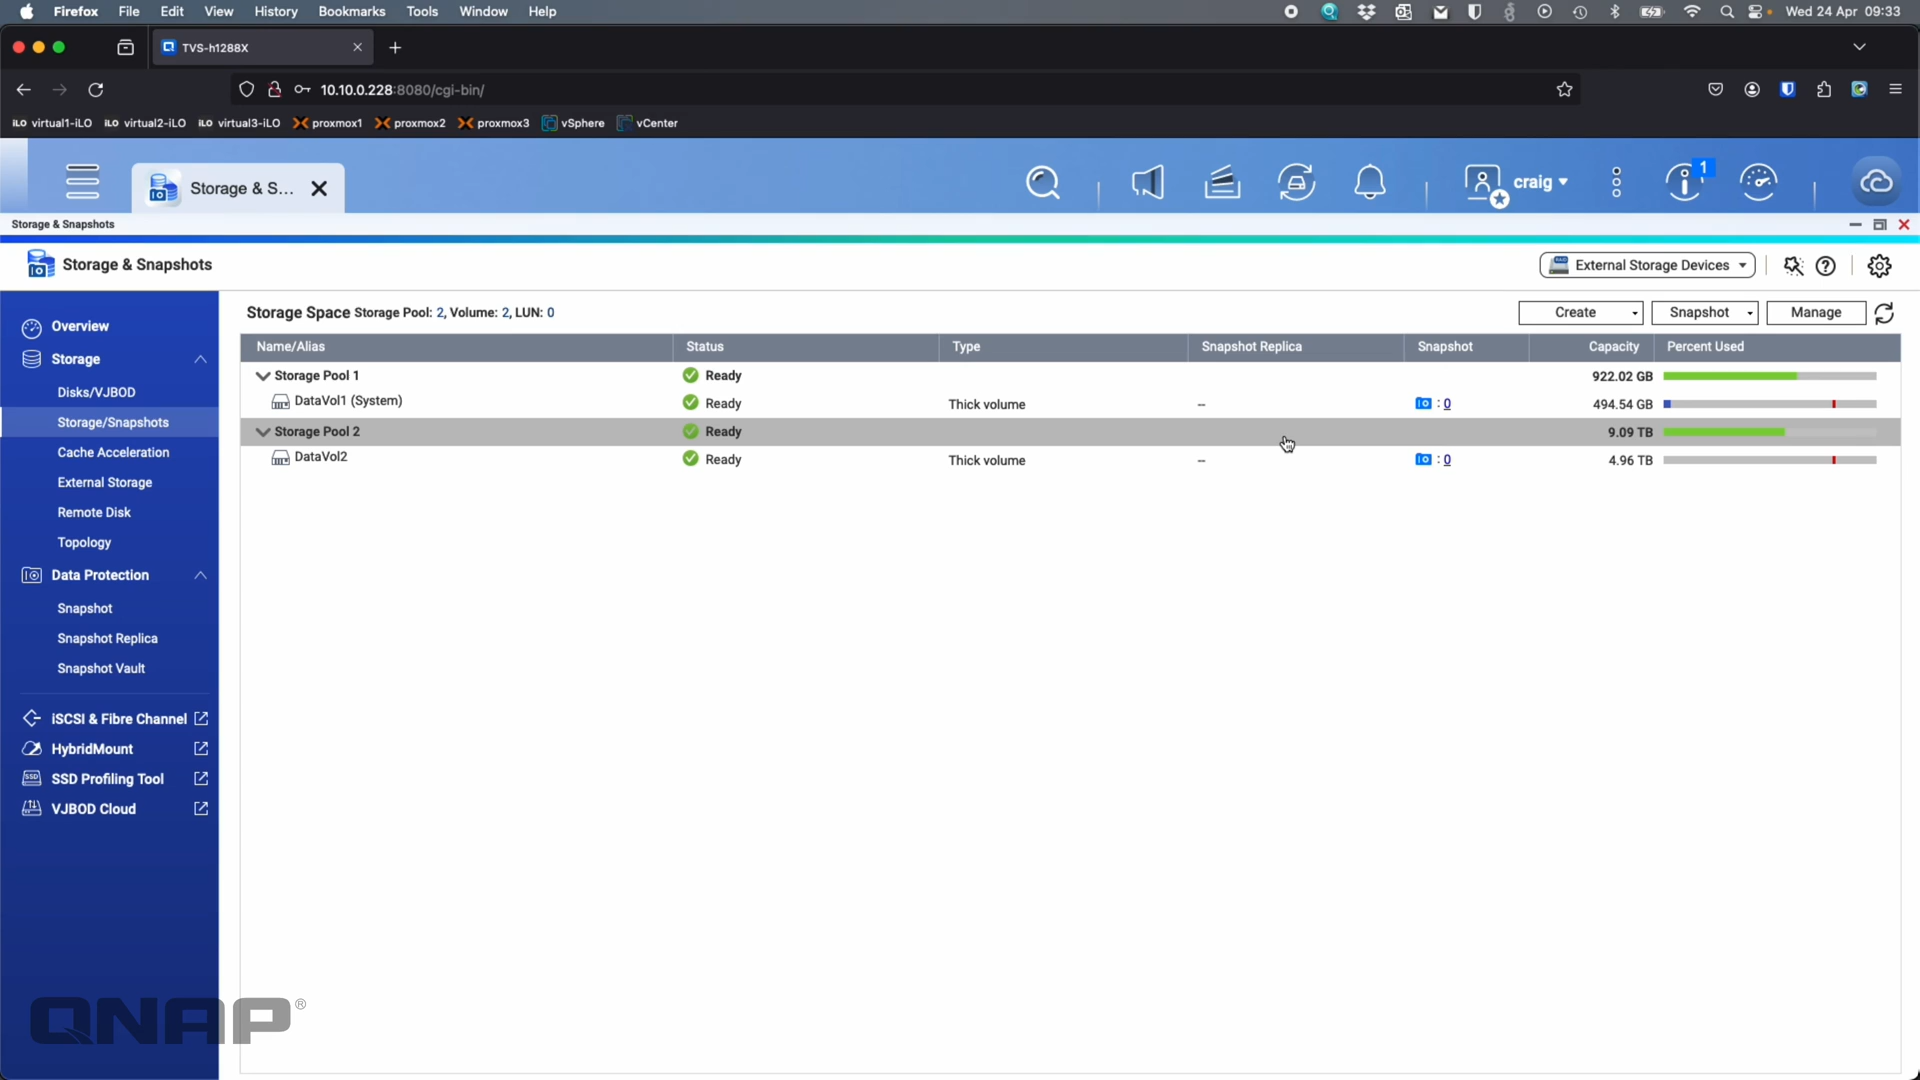 Firefox File Edit View History Bookmarks Tools Window Help Wed 24 Apr 09:33
TVS-h1288X
10.10.0.228:8080/cgi-bin/
iLO virtual1-iLO iLO virtual2-iLO iLO virtual3-iLO proxmox1 proxmox2 proxmox3 vSphere vCenter
Storage & S... craig 1
Storage & Snapshots
Storage & Snapshots External Storage Devices
Overview
Storage
Disks/VJBOD
Storage/Snapshots
Cache Acceleration
External Storage
Remote Disk
Topology
Data Protection
Snapshot
Snapshot Replica
Snapshot Vault
iSCSI & Fibre Channel
HybridMount
SSD Profiling Tool
VJBOD Cloud
Storage Space Storage Pool: 2, Volume: 2, LUN: 0 Create Snapshot Manage
Name/Alias Status Type Snapshot Replica Snapshot Capacity Percent Used
Storage Pool 1 Ready 922.02 GB
DataVol1 (System) Ready Thick volume -- : 0 494.54 GB
Storage Pool 2 Ready 9.09 TB
DataVol2 Ready Thick volume -- : 0 4.96 TB
QNAP®